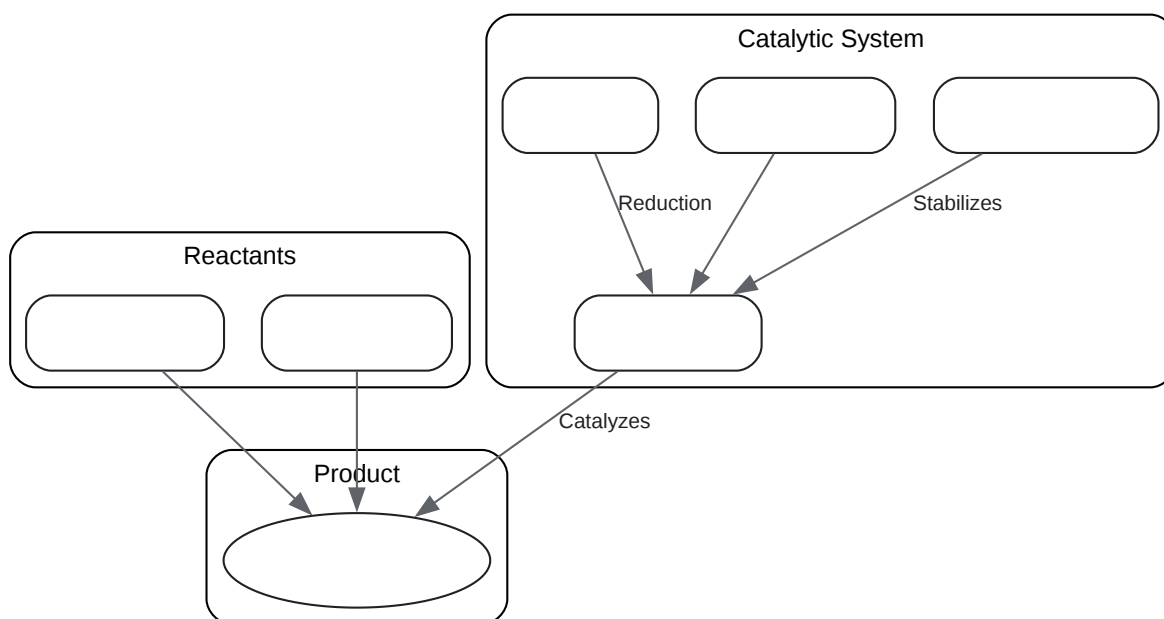 Catalytic System
Reduction
Stabilizes
Reactants
Catalyzes
Product